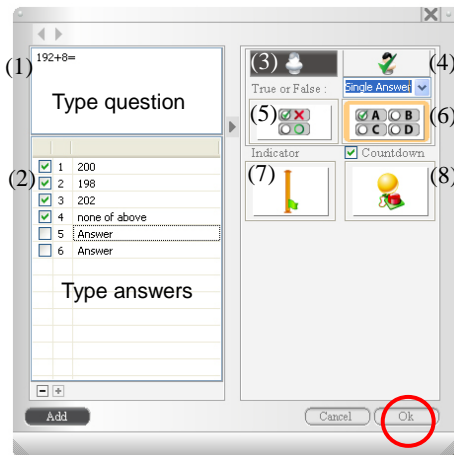 (1) 192+8=
Type question
(2)
1 200
2 198
3 202
4 none of above
5 Answer
6 Answer
Type answers
Add
(3) (4)
True or False : Single Answer
(5) (6)
A B
C D
Indicator Countdown
(7) (8)
Cancel Ok